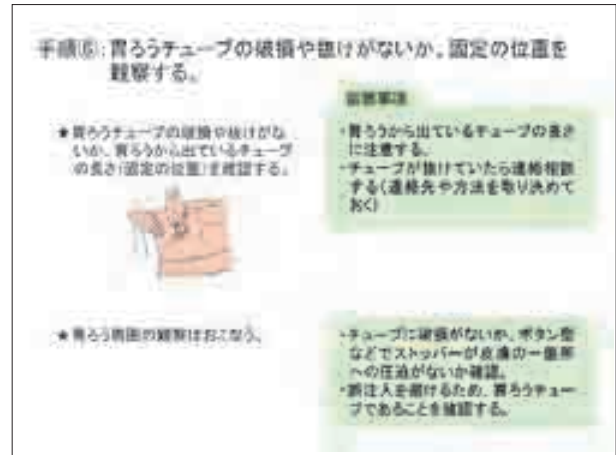 手順⑥：胃ろうチューブの破損や抜けがないか、固定の位置を
観察する。
留意事項
★胃ろうチューブの破損や抜けがな
いか、胃ろうから出ているチューブ
の長さ(固定の位置)を確認する。
・胃ろうから出ているチューブの長さ
に注意する。
・チューブが抜けていたら連絡相談
する(連絡先や方法を取り決めて
おく)
★胃ろう周囲の観察はおこなう。
・チューブに破損がないか、ボタン型
などでストッパーが皮膚の一箇所
への圧迫がないか確認。
・誤注入を避けるため、胃ろうチュー
ブであることを確認する。